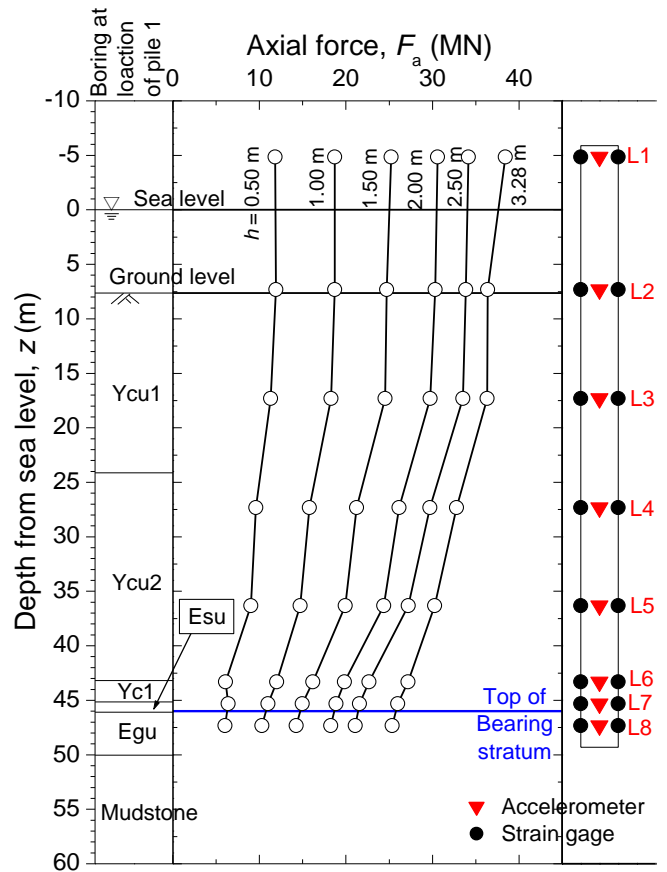 Boring at
loaction
of pile 1
Axial force, Fa (MN)
0 10 20 30 40
Depth from sea level, z (m)
-10
-5
0
5
10
15
20
25
30
35
40
45
50
55
60
Sea level
Ground level
Ycu1
Ycu2
Esu
Yc1
Egu
Mudstone
h = 0.50 m
1.00 m
1.50 m
2.00 m
2.50 m
3.28 m
Top of
Bearing
stratum
L1
L2
L3
L4
L5
L6
L7
L8
Accelerometer
Strain gage